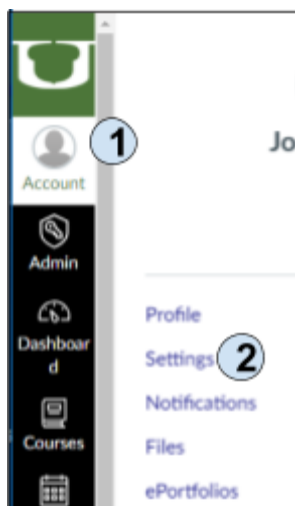 U
1
Account
Admin
Dashboar
d
Courses
Jo
Profile
Settings 2
Notifications
Files
ePortfolios